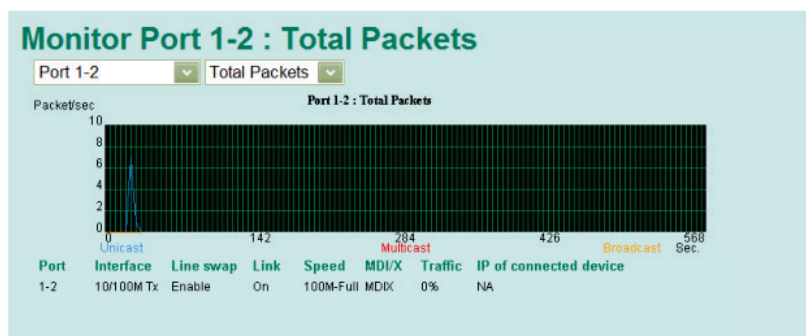 Monitor Port 1-2 : Total Packets
Port 1-2 Total Packets
Packet/sec Port 1-2 : Total Packets
10
8
6
4
2
0
0 142 284 426 568
Unicast Multicast Broadcast Sec.
Port Interface Line swap Link Speed MDI/X Traffic IP of connected device
1-2 10/100M Tx Enable On 100M-Full MDIX 0% NA